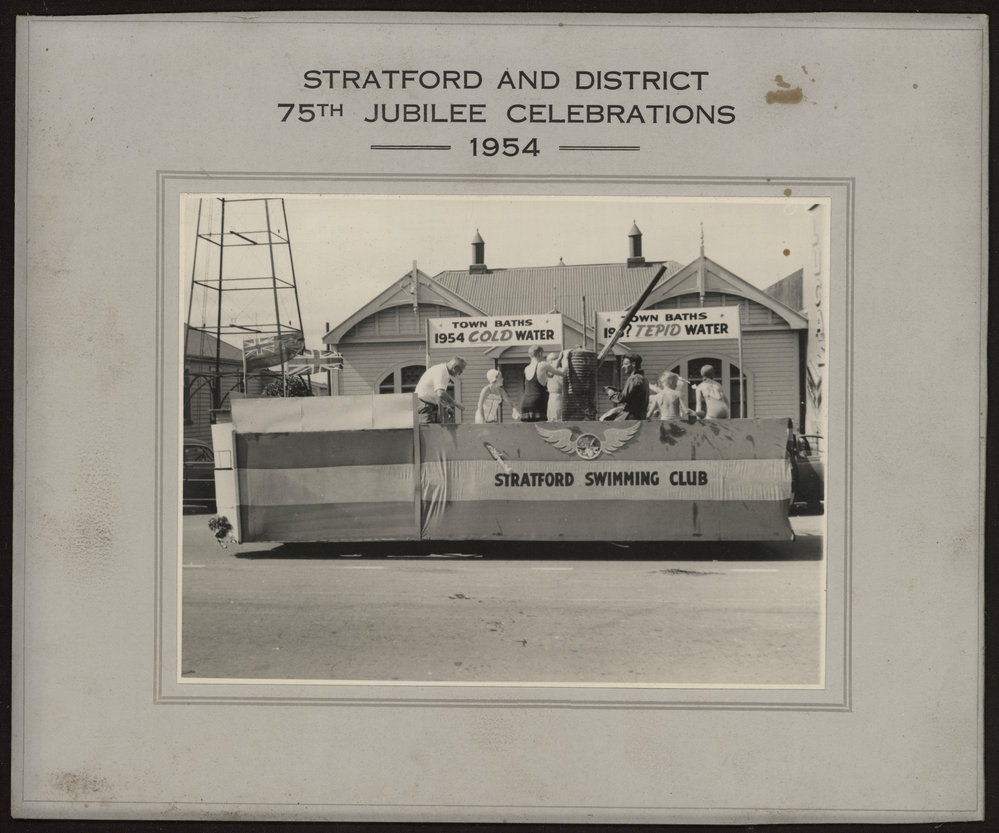 STRATFORD AND DISTRICT
75TH JUBILEE CELEBRATIONS
1954
TOWN BATHS
1954 COLD WATER
TOWN BATHS
19?? TEPID WATER
STRATFORD SWIMMING CLUB